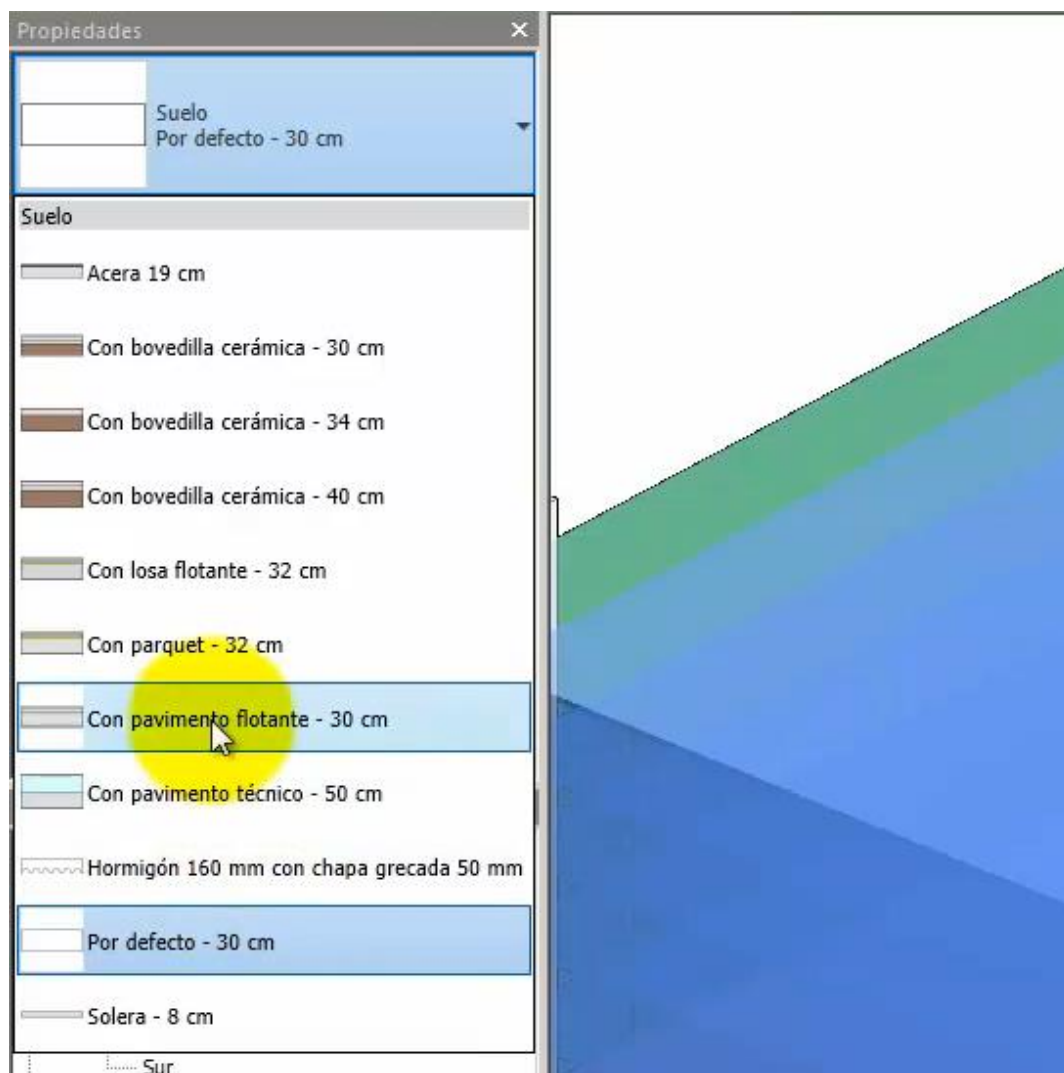 Propiedades
Suelo
Por defecto - 30 cm
Suelo
Acera 19 cm
Con bovedilla cerámica - 30 cm
Con bovedilla cerámica - 34 cm
Con bovedilla cerámica - 40 cm
Con losa flotante - 32 cm
Con parquet - 32 cm
Con pavimento flotante - 30 cm
Con pavimento técnico - 50 cm
Hormigón 160 mm con chapa grecada 50 mm
Por defecto - 30 cm
Solera - 8 cm
Sur